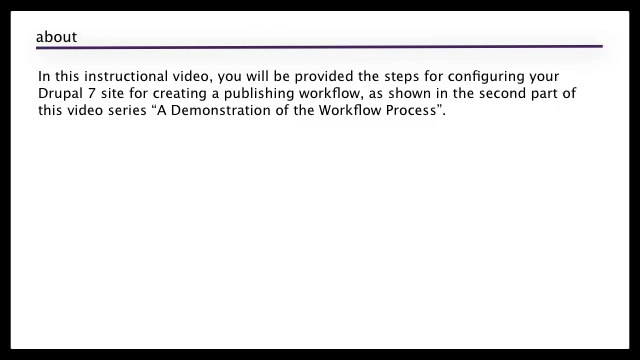 about
In this instructional video, you will be provided the steps for configuring your
Drupal 7 site for creating a publishing workflow, as shown in the second part of
this video series “A Demonstration of the Workflow Process”.